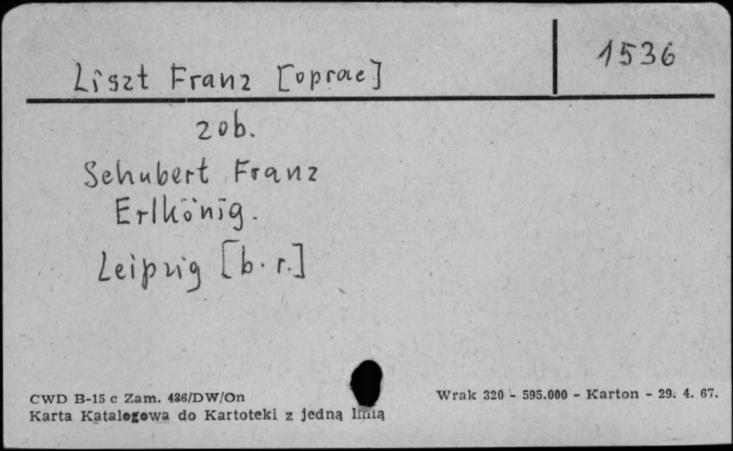 Liszt Franz [oprac]
1536
zob.
Schubert Franz
Erlkönig.
Leipzig [b. r.]
CWD B-15 c Zam. 486/DW/On
Karta Katalogowa do Kartoteki z jedną linią
Wrak 320 - 595.000 - Karton - 29. 4. 67.